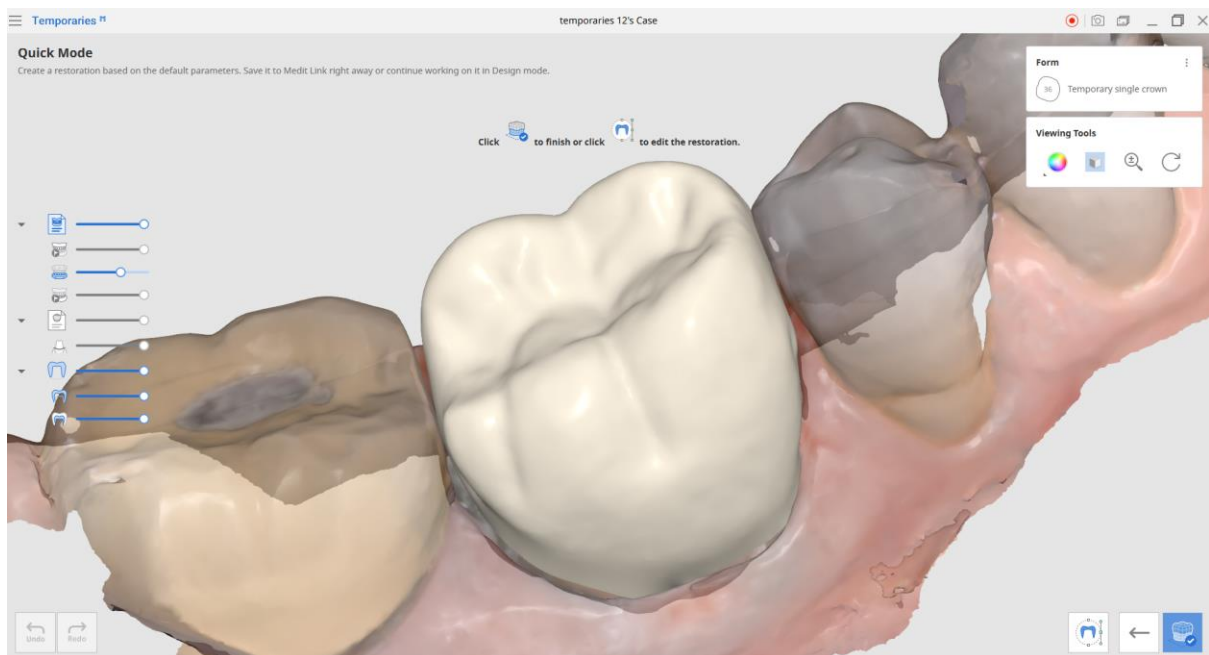 Temporaries
temporaries 12's Case
Quick Mode
Create a restoration based on the default parameters. Save it to Medit Link right away or continue working on it in Design mode.
Click to finish or click to edit the restoration.
Form
36 Temporary single crown
Viewing Tools
Undo Redo